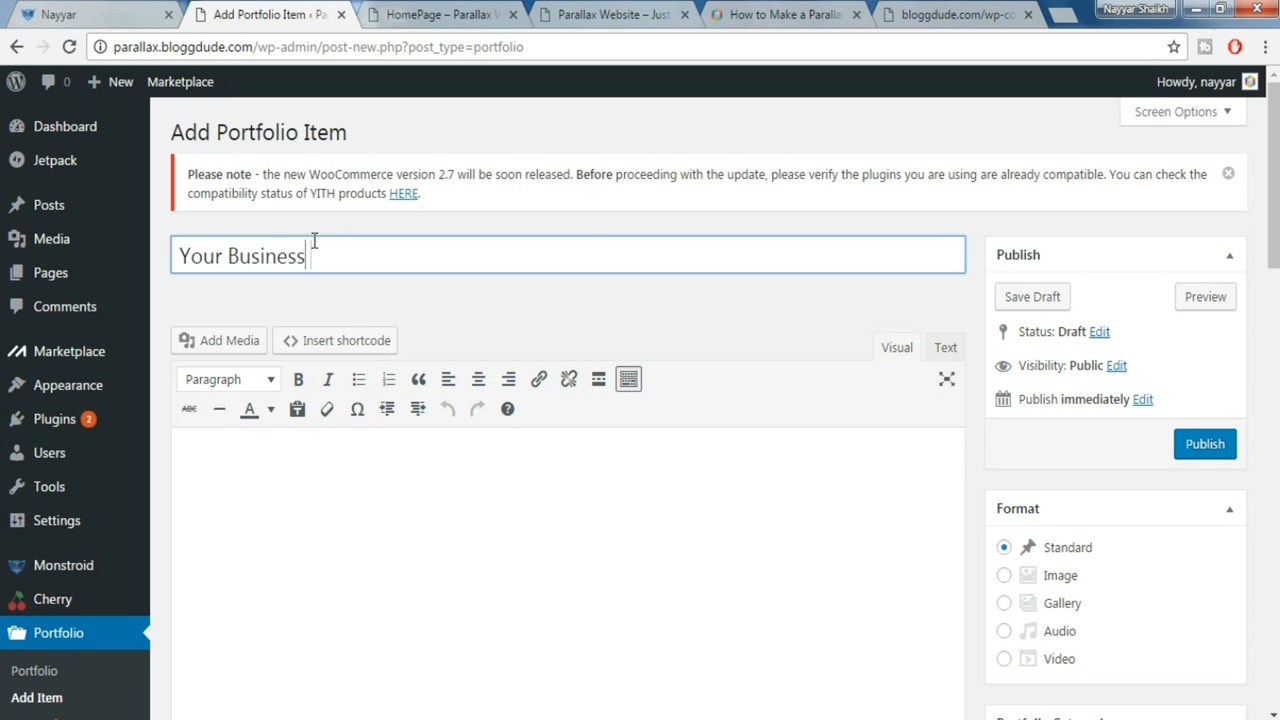 Nayyar
Add Portfolio Item ‹ Pa
HomePage – Parallax W
Parallax Website – Just
How to Make a Paralla
bloggdude.com/wp-co
Nayyar Shaikh
parallax.bloggdude.com/wp-admin/post-new.php?post_type=portfolio
0
New
Marketplace
Howdy, nayyar
Dashboard
Jetpack
Posts
Media
Pages
Comments
Marketplace
Appearance
Plugins 2
Users
Tools
Settings
Monstroid
Cherry
Portfolio
Portfolio
Add Item
Screen Options
Add Portfolio Item
Please note - the new WooCommerce version 2.7 will be soon released. Before proceeding with the update, please verify the plugins you are using are already compatible. You can check the
compatibility status of YITH products HERE.
Your Business
Add Media
Insert shortcode
Visual
Text
Paragraph
B I
ABC
A
Publish
Save Draft
Preview
Status: Draft Edit
Visibility: Public Edit
Publish immediately Edit
Publish
Format
Standard
Image
Gallery
Audio
Video